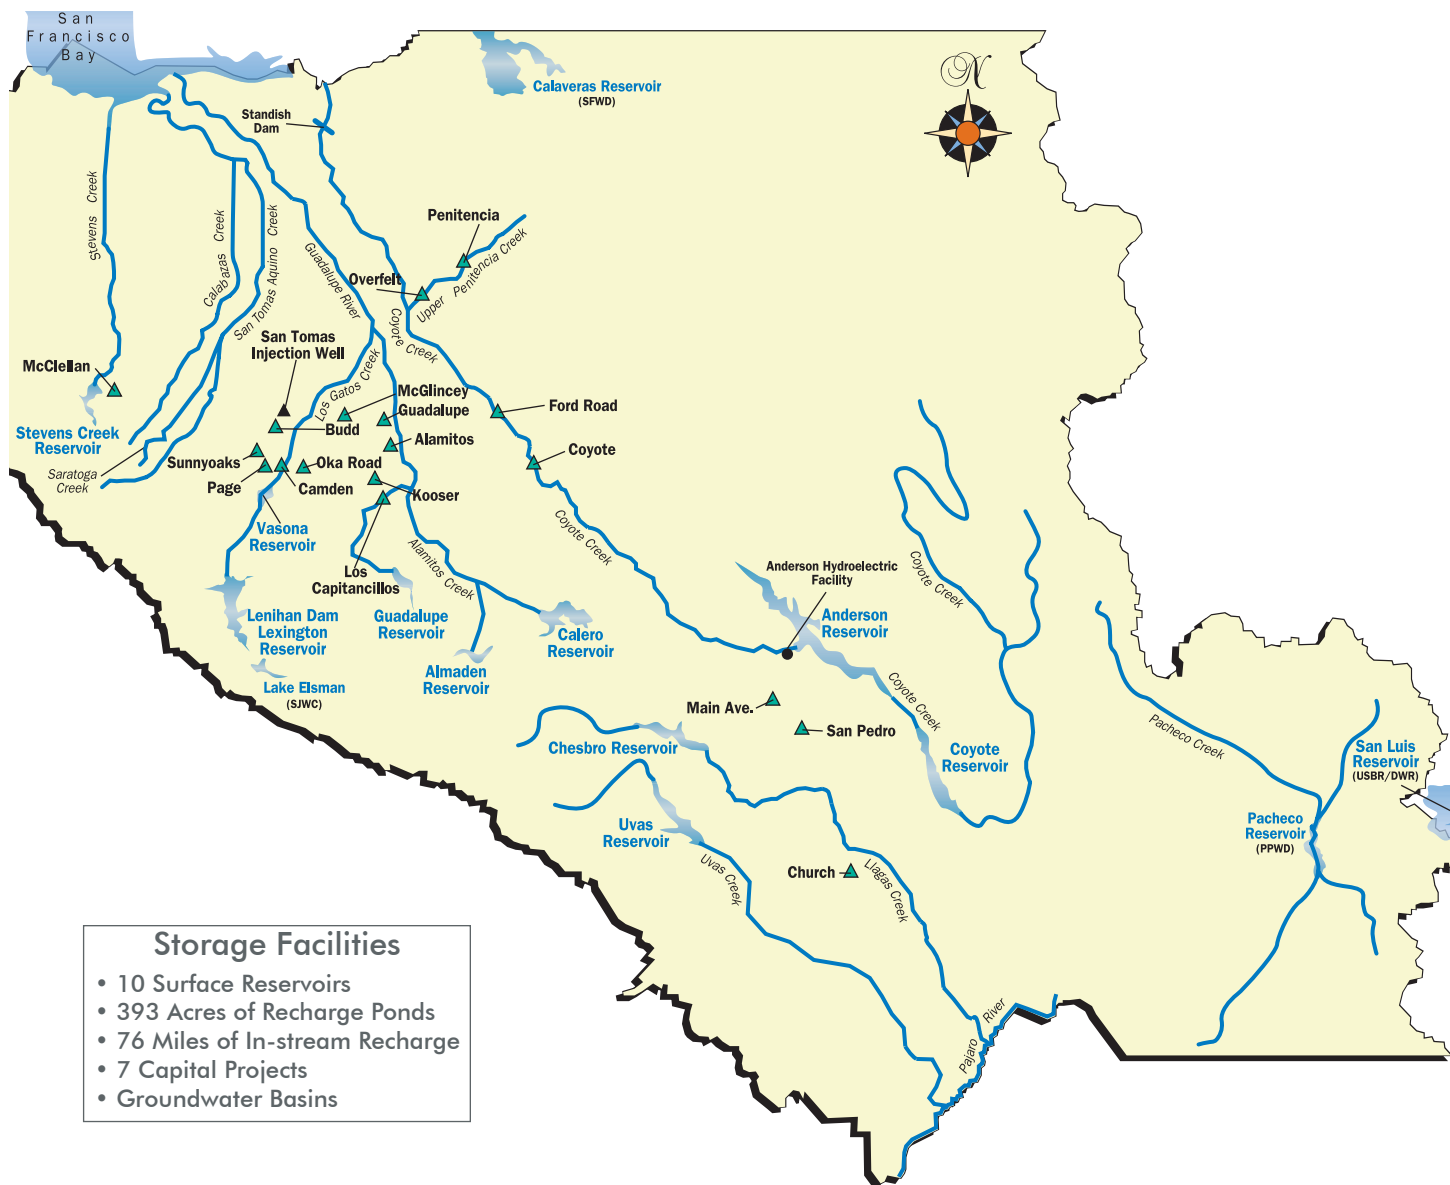 San
Francisco
Bay
N
Calaveras Reservoir
(SFWD)
Standish
Dam
Stevens Creek
Calabazas Creek
San Tomas Aquino Creek
Guadalupe River
Penitencia
Overfelt
Upper Penitencia Creek
Coyote Creek
San Tomas
Injection Well
McClellan
Los Gatos Creek
McGlincey
Guadalupe
Ford Road
Stevens Creek
Reservoir
Budd
Alamitos
Coyote
Sunnyoaks
Oka Road
Saratoga
Creek
Page
Camden
Kooser
Vasona
Reservoir
Coyote Creek
Alamitos Creek
Los
Capitancillos
Anderson Hydroelectric
Facility
Coyote Creek
Lenihan Dam
Lexington
Reservoir
Guadalupe
Reservoir
Calero
Reservoir
Anderson
Reservoir
Almaden
Reservoir
Lake Elsman
(SJWC)
Coyote Creek
Main Ave.
San Pedro
Pacheco Creek
Chesbro Reservoir
Coyote
Reservoir
San Luis
Reservoir
(USBR/DWR)
Uvas
Reservoir
Pacheco
Reservoir
(PPWD)
Uvas Creek
Church
Llagas Creek
Pajaro River
Storage Facilities
• 10 Surface Reservoirs
• 393 Acres of Recharge Ponds
• 76 Miles of In-stream Recharge
• 7 Capital Projects
• Groundwater Basins